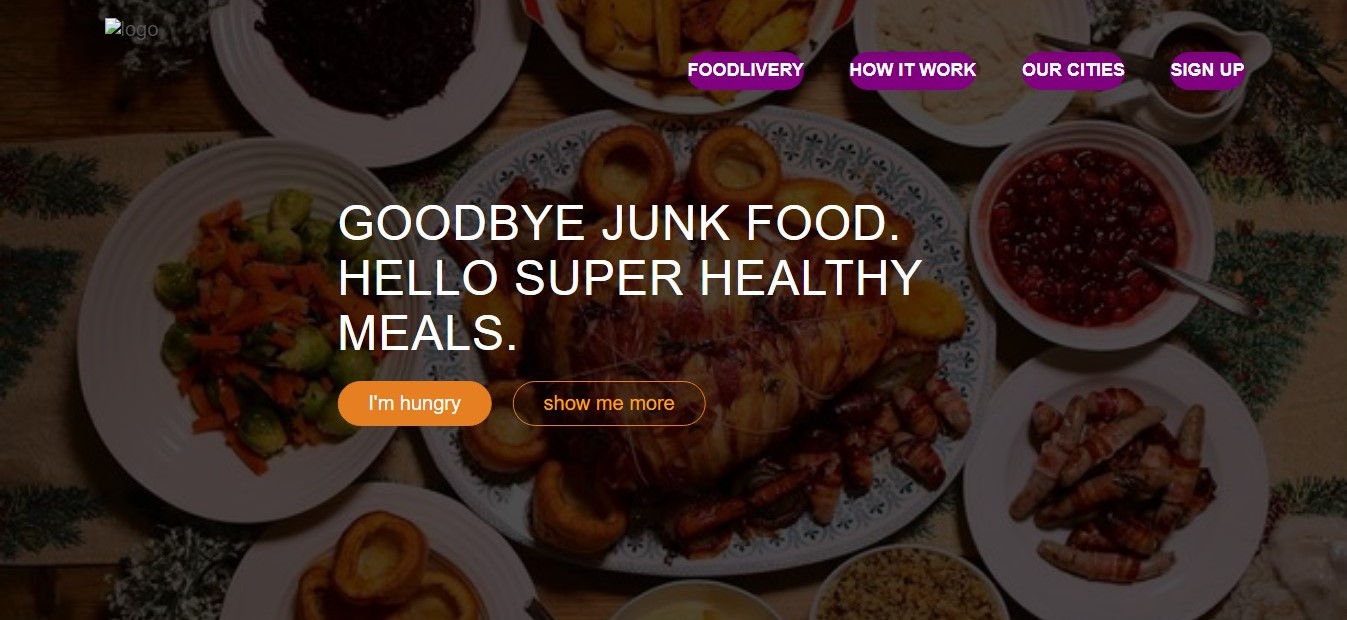 logo
FOODLIVERY HOW IT WORK OUR CITIES SIGN UP
GOODBYE JUNK FOOD.
HELLO SUPER HEALTHY
MEALS.
I'm hungry show me more